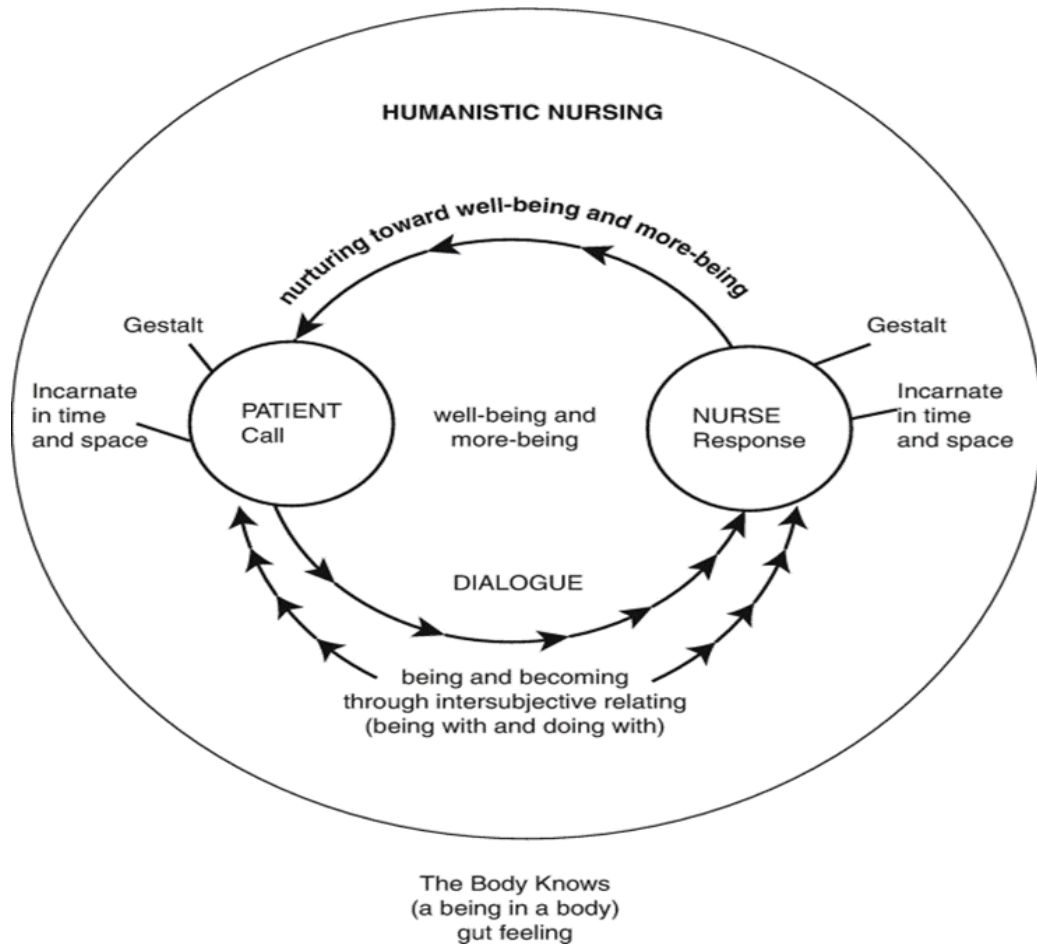 HUMANISTIC NURSING
nurturing toward well-being and more-being
Gestalt
Incarnate
in time
and space
PATIENT
Call
well-being and
more-being
NURSE
Response
Gestalt
Incarnate
in time
and space
DIALOGUE
being and becoming
through intersubjective relating
(being with and doing with)
The Body Knows
(a being in a body)
gut feeling